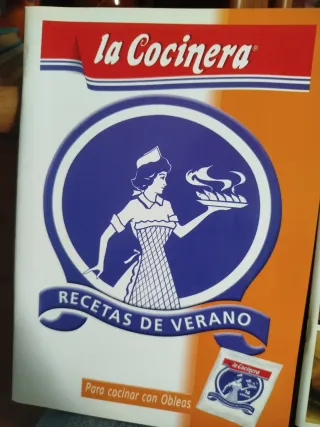 la Cocinera®
RECETAS DE VERANO
Para cocinar con Obleas
la Cocinera